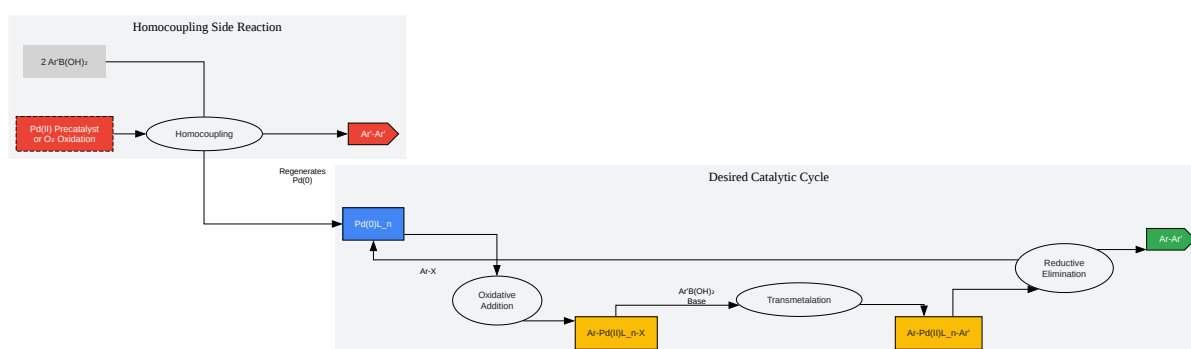 Homocoupling Side Reaction
2 Ar'B(OH)₂
Pd(II) Precatalyst
or O₂ Oxidation
Homocoupling
Ar'-Ar'
Regenerates
Pd(0)
Desired Catalytic Cycle
Pd(0)L_n
Ar-Ar'
Ar-X
Reductive
Elimination
Oxidative
Addition
Ar'B(OH)₂
Base
Transmetalation
Ar-Pd(II)L_n-X
Ar-Pd(II)L_n-Ar'